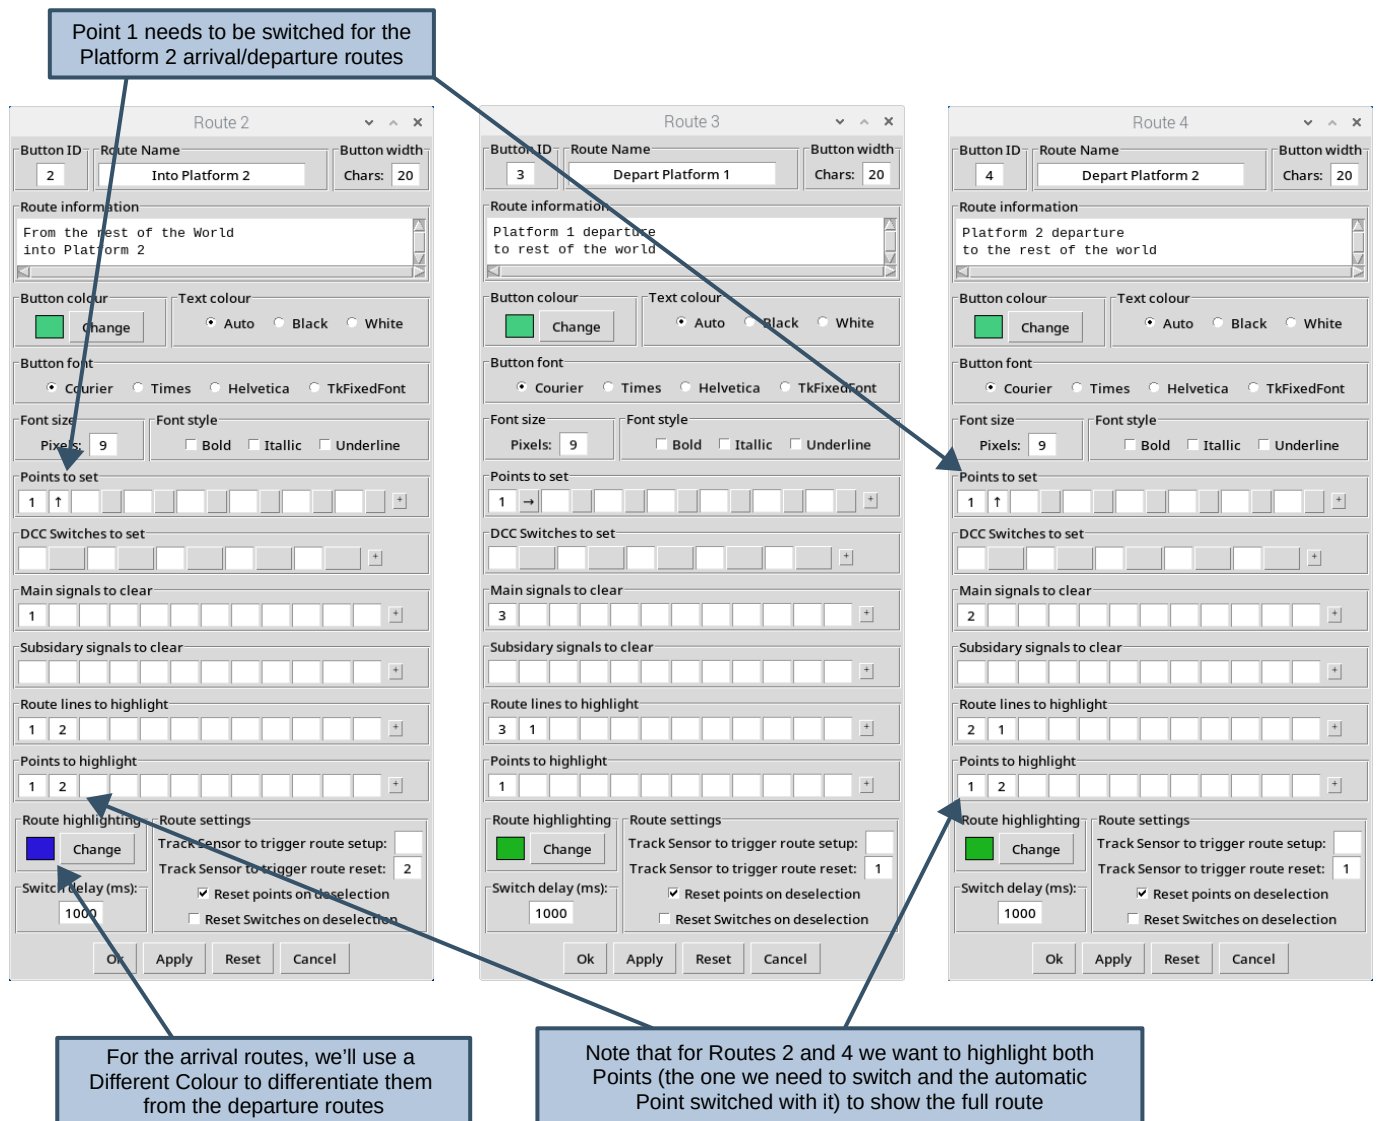 Point 1 needs to be switched for the
Platform 2 arrival/departure routes
Route 2
Button ID Route Name Button width
2 Into Platform 2 Chars: 20
Route information
From the rest of the World
into Platform 2
Button colour Text colour
Change Auto Black White
Button font
Courier Times Helvetica TkFixedFont
Font size Font style
Pixels: 9 Bold Itallic Underline
Points to set
1 ↑ +
DCC Switches to set
+
Main signals to clear
1 +
Subsidary signals to clear
+
Route lines to highlight
1 2 +
Points to highlight
1 2 +
Route highlighting Route settings
Change Track Sensor to trigger route setup:
Track Sensor to trigger route reset: 2
Switch delay (ms): Reset points on deselection
1000 Reset Switches on deselection
Ok Apply Reset Cancel
Route 3
Button ID Route Name Button width
3 Depart Platform 1 Chars: 20
Route information
Platform 1 departure
to rest of the world
Button colour Text colour
Change Auto Black White
Button font
Courier Times Helvetica TkFixedFont
Font size Font style
Pixels: 9 Bold Itallic Underline
Points to set
1 → +
DCC Switches to set
+
Main signals to clear
3 +
Subsidary signals to clear
+
Route lines to highlight
3 1 +
Points to highlight
1 +
Route highlighting Route settings
Change Track Sensor to trigger route setup:
Track Sensor to trigger route reset: 1
Switch delay (ms): Reset points on deselection
1000 Reset Switches on deselection
Ok Apply Reset Cancel
Route 4
Button ID Route Name Button width
4 Depart Platform 2 Chars: 20
Route information
Platform 2 departure
to the rest of the world
Button colour Text colour
Change Auto Black White
Button font
Courier Times Helvetica TkFixedFont
Font size Font style
Pixels: 9 Bold Itallic Underline
Points to set
1 ↑ +
DCC Switches to set
+
Main signals to clear
2 +
Subsidary signals to clear
+
Route lines to highlight
2 1 +
Points to highlight
1 2 +
Route highlighting Route settings
Change Track Sensor to trigger route setup:
Track Sensor to trigger route reset: 1
Switch delay (ms): Reset points on deselection
1000 Reset Switches on deselection
Ok Apply Reset Cancel
For the arrival routes, we’ll use a
Different Colour to differentiate them
from the departure routes
Note that for Routes 2 and 4 we want to highlight both
Points (the one we need to switch and the automatic
Point switched with it) to show the full route